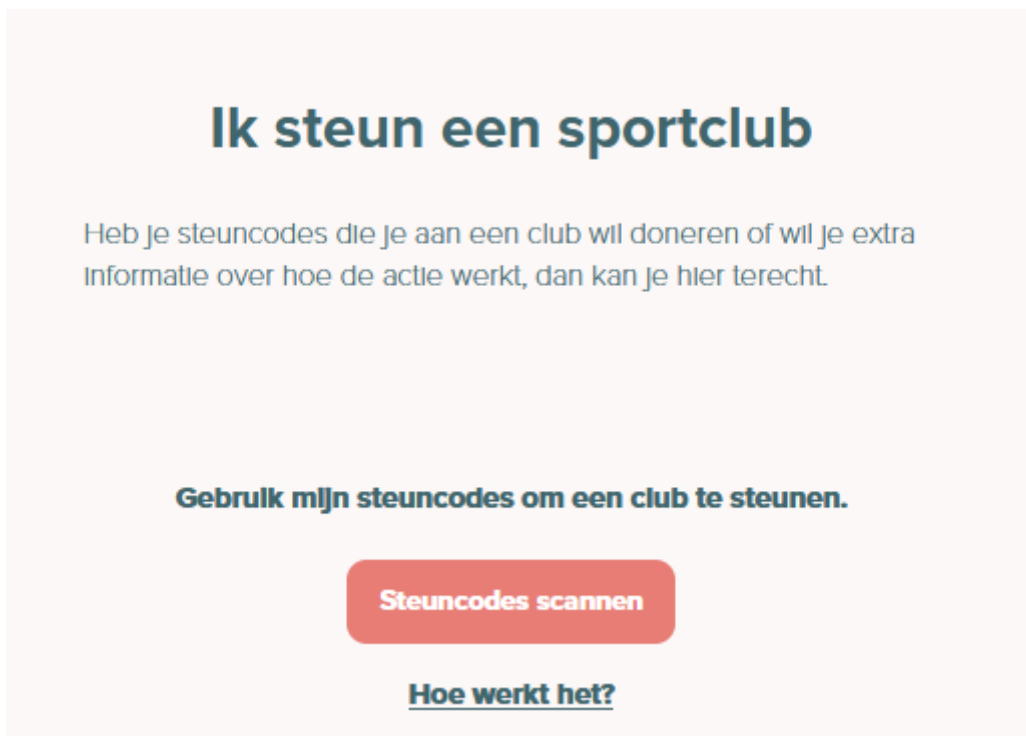 Ik steun een sportclub
Heb je steuncodes die je aan een club wil doneren of wil je extra
informatie over hoe de actie werkt, dan kan je hier terecht.
Gebruik mijn steuncodes om een club te steunen.
Steuncodes scannen
Hoe werkt het?